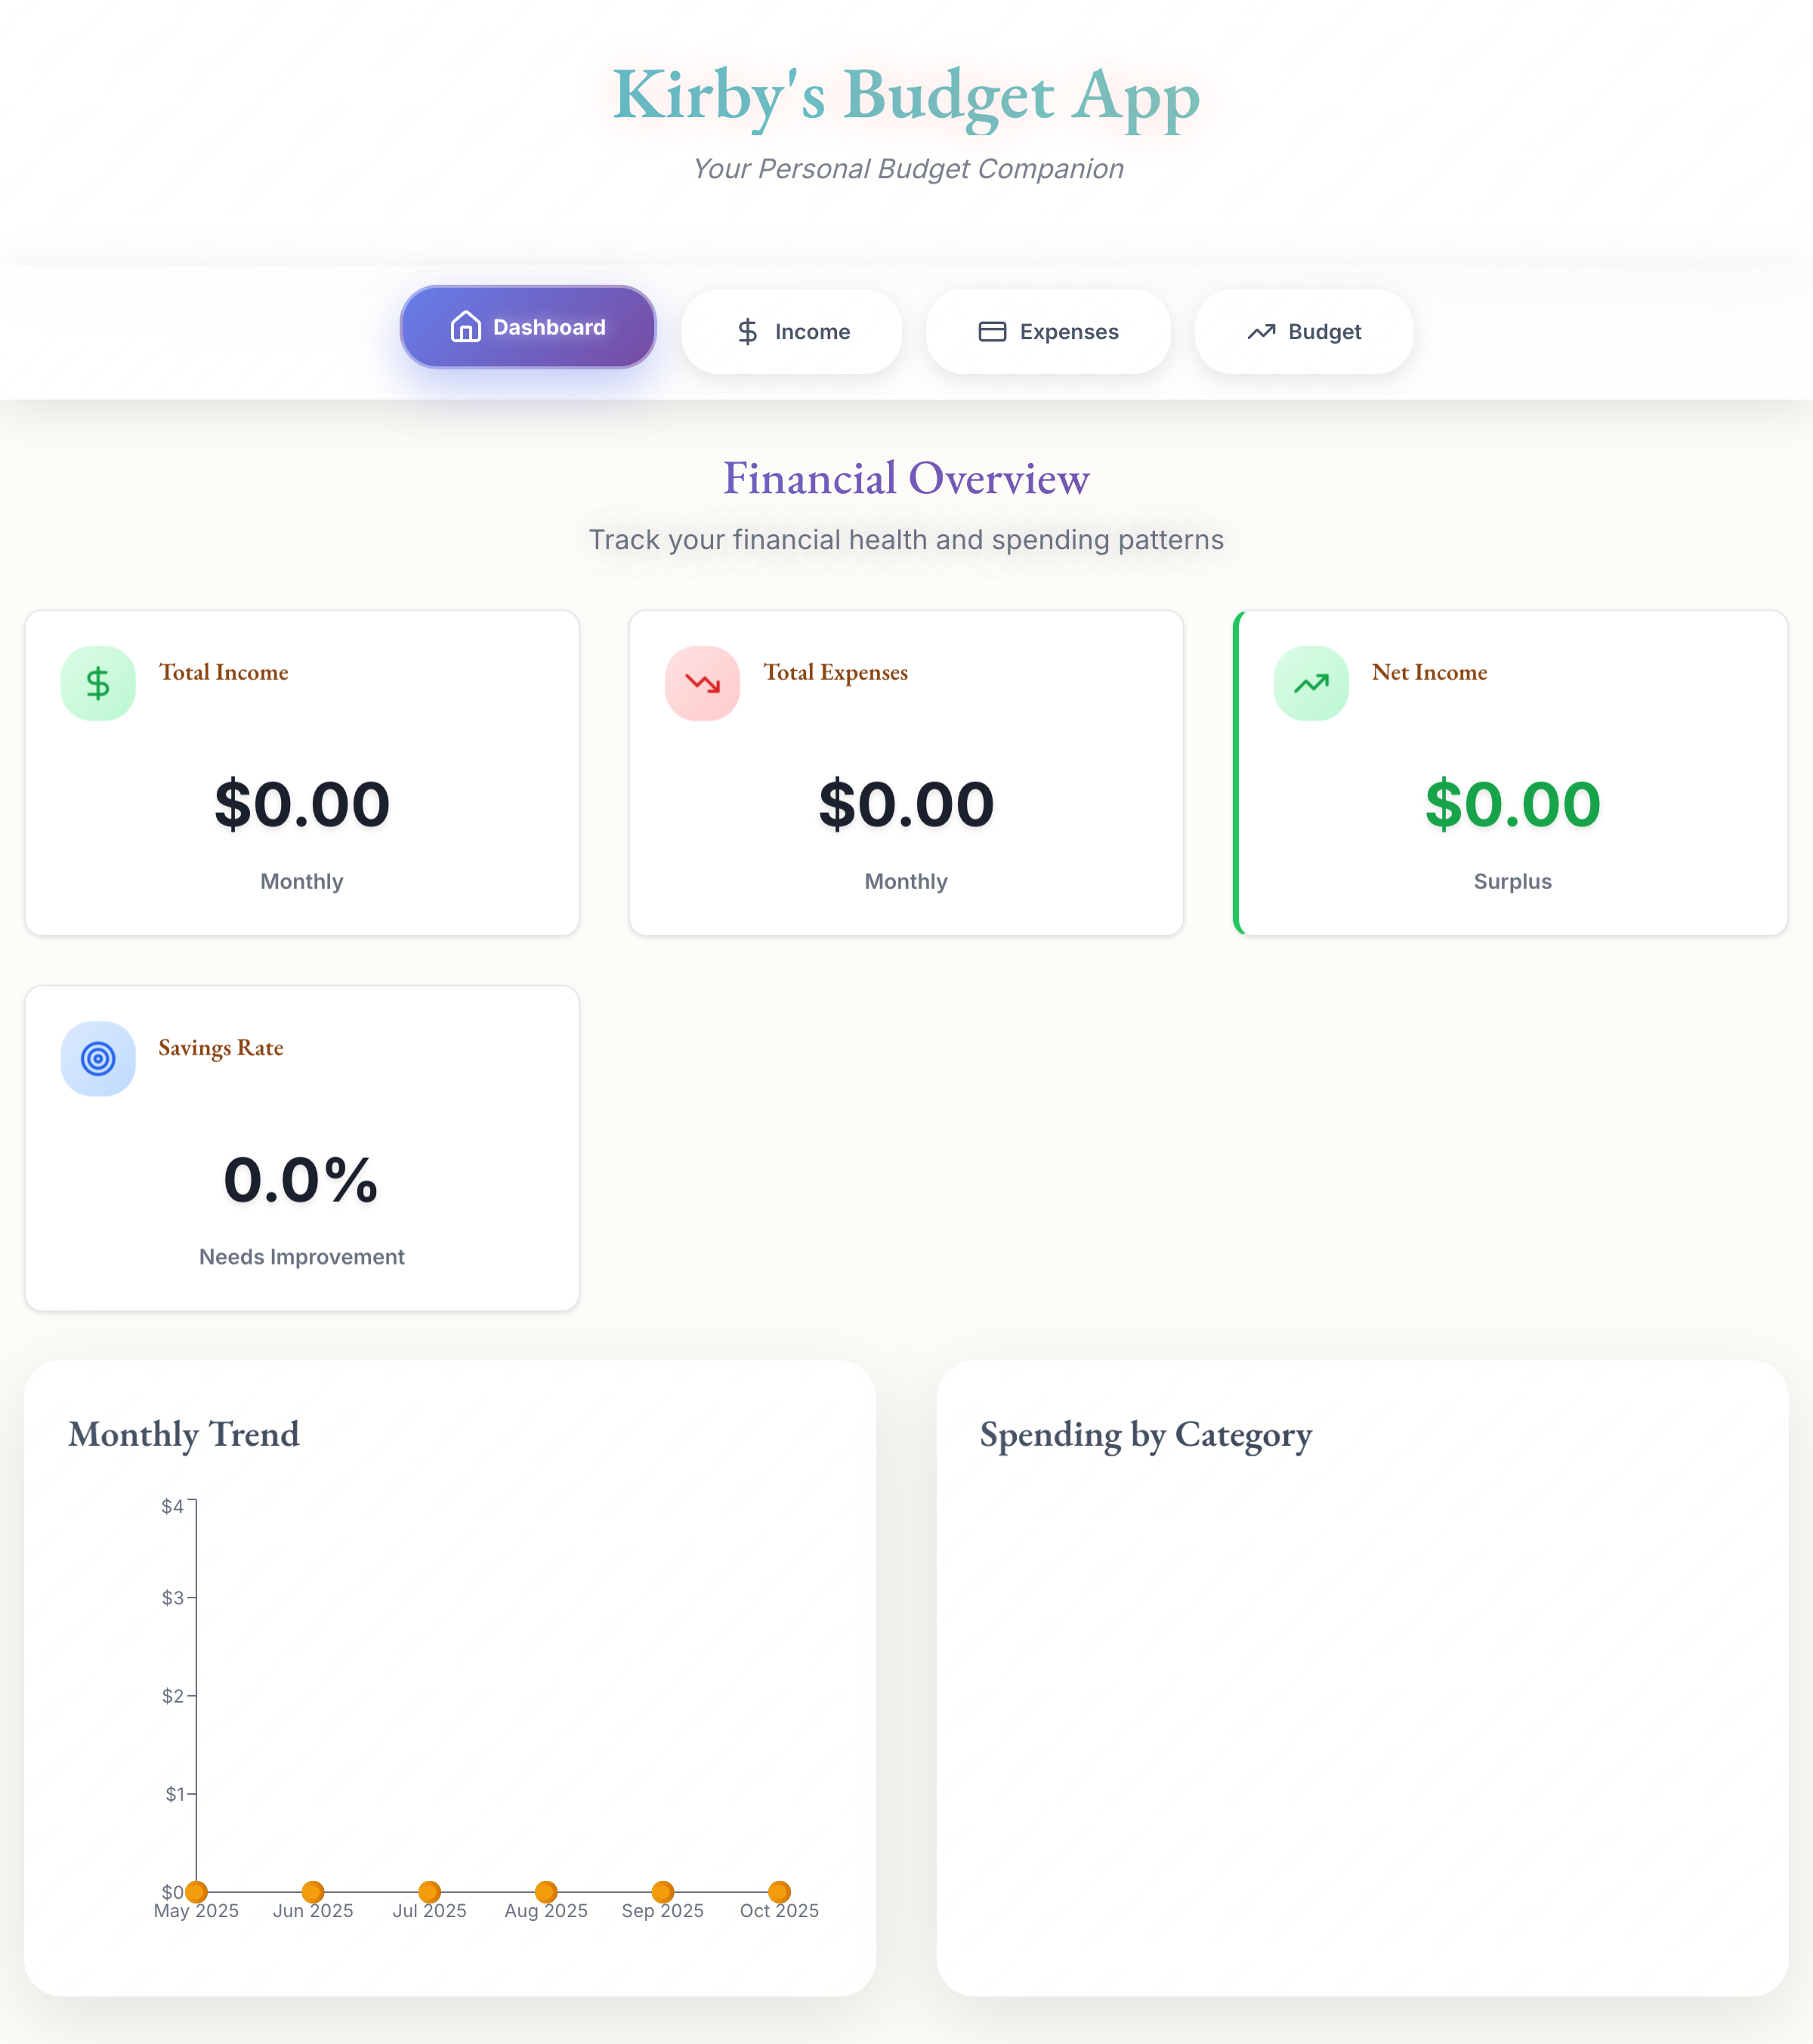 Kirby's Budget App
Your Personal Budget Companion
Dashboard
Income
Expenses
Budget
Financial Overview
Track your financial health and spending patterns
Total Income
$0.00
Monthly
Total Expenses
$0.00
Monthly
Net Income
$0.00
Surplus
Savings Rate
0.0%
Needs Improvement
Monthly Trend
$4
$3
$2
$1
$0
May 2025 Jun 2025 Jul 2025 Aug 2025 Sep 2025 Oct 2025
Spending by Category